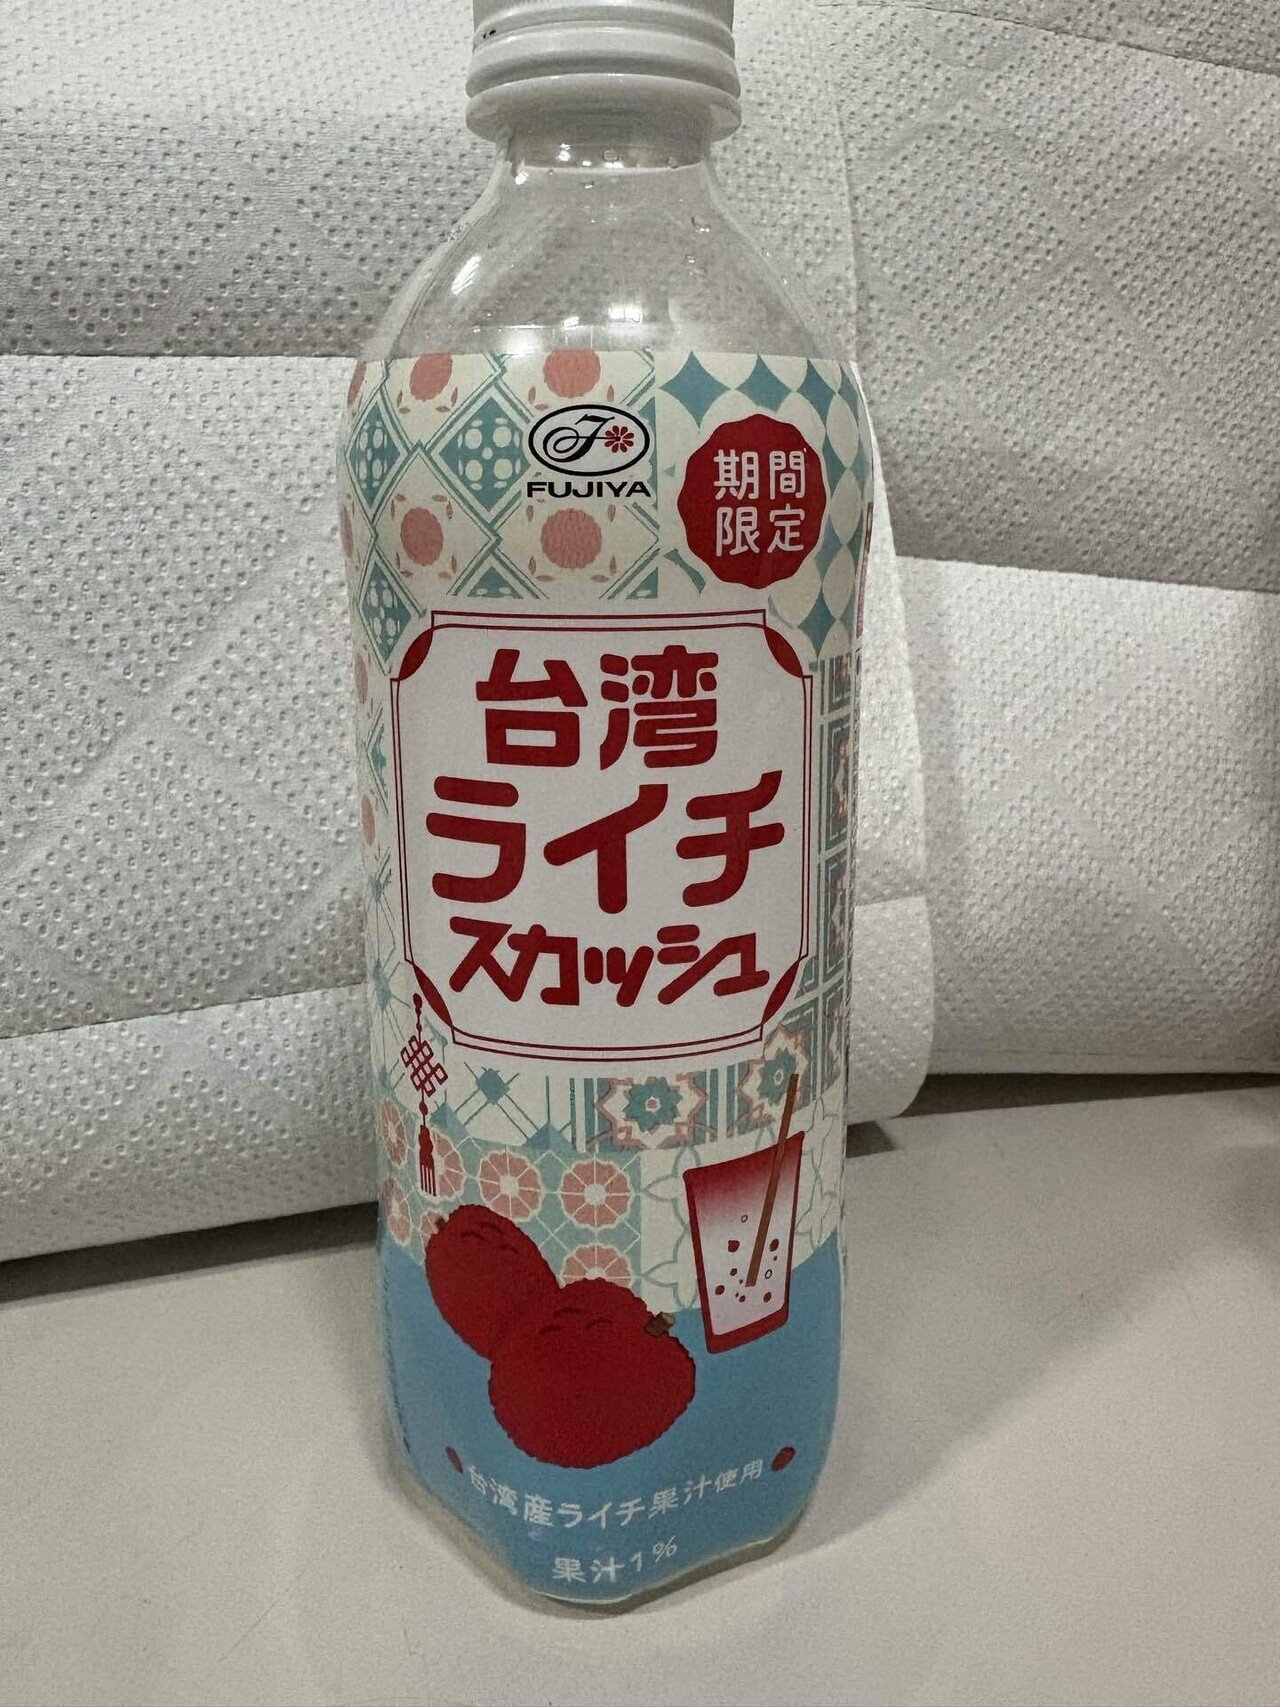 FUJIYA
期間
限定
台湾
ライチ
スカッシュ
台湾産ライチ果汁使用
果汁1%